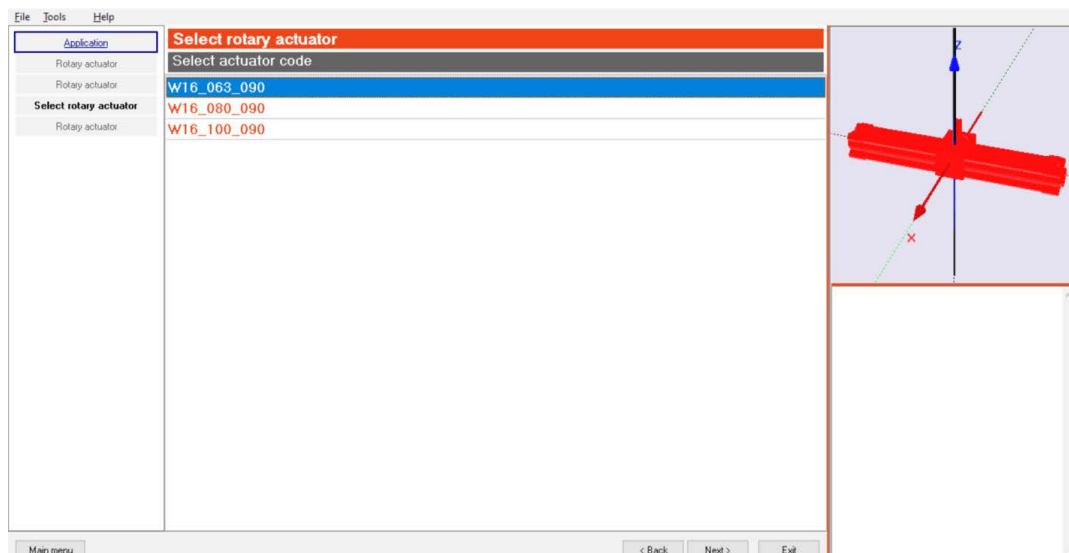 File Tools Help
Application
Rotary actuator
Rotary actuator
Select rotary actuator
Rotary actuator
Select rotary actuator
Select actuator code
W16_063_090
W16_080_090
W16_100_090
Z
X
Main menu
< Back Next > Exit